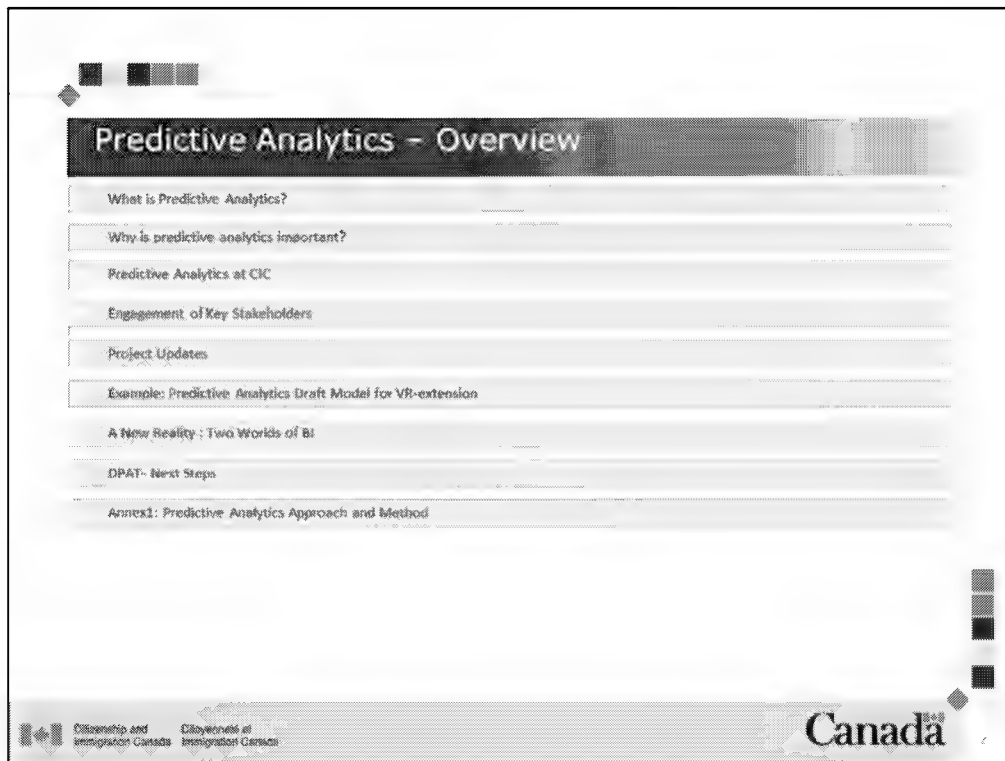 Predictive Analytics – Overview
What is Predictive Analytics?
Why is predictive analytics important?
Predictive Analytics at CIC
Engagement of Key Stakeholders
Project Updates
Example: Predictive Analytics Draft Model for VR-extension
A New Reality : Two Worlds of BI
DPAT- Next Steps
Annex1: Predictive Analytics Approach and Method
Citizenship and Immigration Canada
Citoyenneté et Immigration Canada
Canada